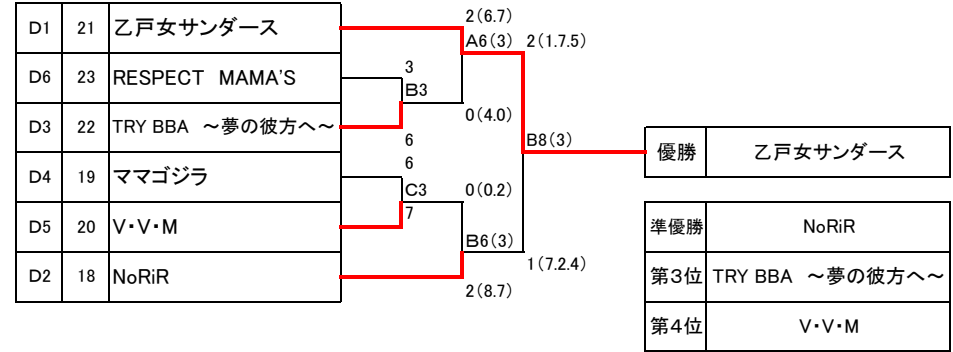 2(6.7)
D1 21 乙戸女サンダース
A6(3) 2(1.7.5)
3
D6 23 RESPECT MAMA'S
B3
0(4.0)
D3 22 TRY BBA ～夢の彼方へ～
6
B8(3)
優勝 乙戸女サンダース
6
D4 19 ママゴジラ
C3 0(0.2)
7
D5 20 V・V・M
準優勝 NoRiR
B6(3)
1(7.2.4)
D2 18 NoRiR
第3位 TRY BBA ～夢の彼方へ～
2(8.7)
第4位 V・V・M